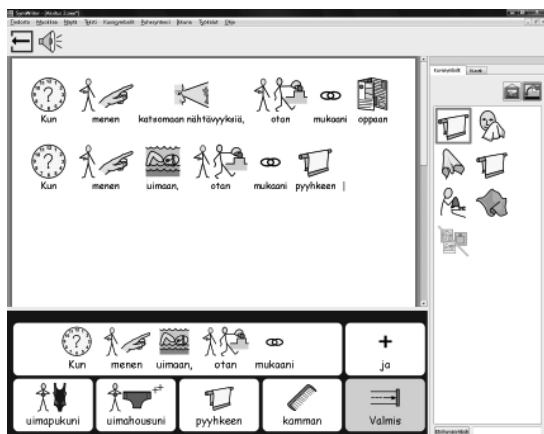 SymWriter
Kun menen katsomaan nähtävyyksiä, otan mukaani oppaan
Kun menen uimaan, otan mukaani pyyhkeen
Kun menen uimaan, otan mukaani
+
ja
uimapukuni uimahousuni pyyhkeen kamman Valmis